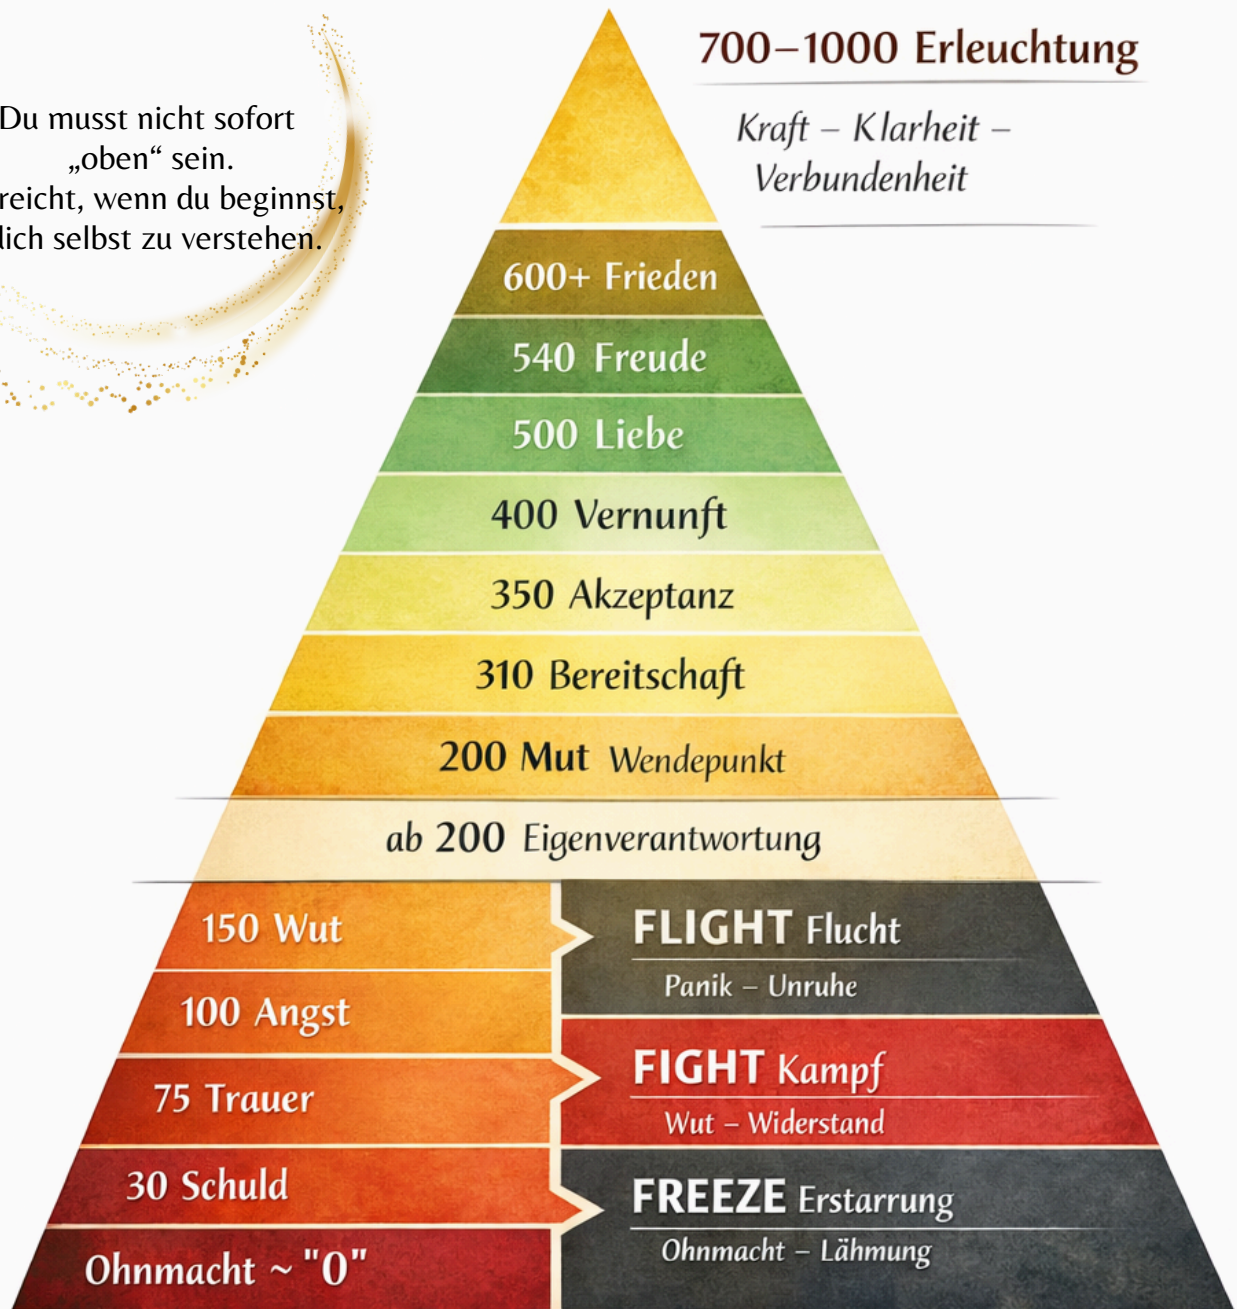 700–1000 Erleuchtung
Kraft – Klarheit –
Verbundenheit
Du musst nicht sofort
„oben“ sein.
reicht, wenn du beginnst,
dich selbst zu verstehen.
600+ Frieden
540 Freude
500 Liebe
400 Vernunft
350 Akzeptanz
310 Bereitschaft
200 Mut Wendepunkt
ab 200 Eigenverantwortung
150 Wut
100 Angst
75 Trauer
30 Schuld
Ohnmacht ~ "0"
FLIGHT Flucht
Panik – Unruhe
FIGHT Kampf
Wut – Widerstand
FREEZE Erstarrung
Ohnmacht – Lähmung